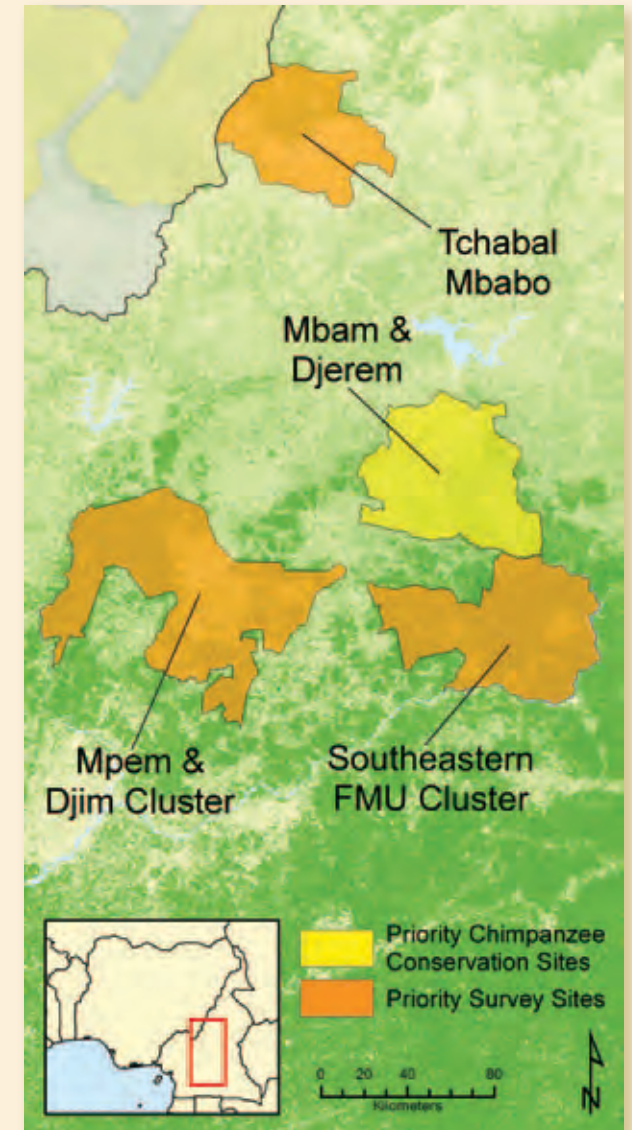 Tchabal
Mbabo
Mbam &
Djerem
Mpem &
Djim Cluster
Southeastern
FMU Cluster
Priority Chimpanzee
Conservation Sites
Priority Survey Sites
0 20 40 80
Kilometers
N